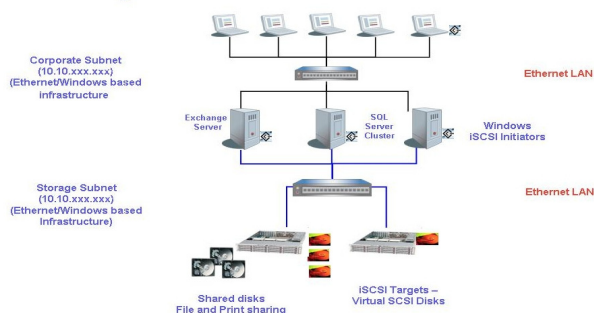 Corporate Subnet
(10.10.xxx.xxx)
(Ethernet/Windows based
infrastructure
Ethernet LAN
Exchange
Server
SQL
Server
Cluster
Windows
iSCSI Initiators
Storage Subnet
(10.10.xxx.xxx)
(Ethernet/Windows based
Infrastructure)
Ethernet LAN
Shared disks
File and Print sharing
iSCSI Targets –
Virtual SCSI Disks